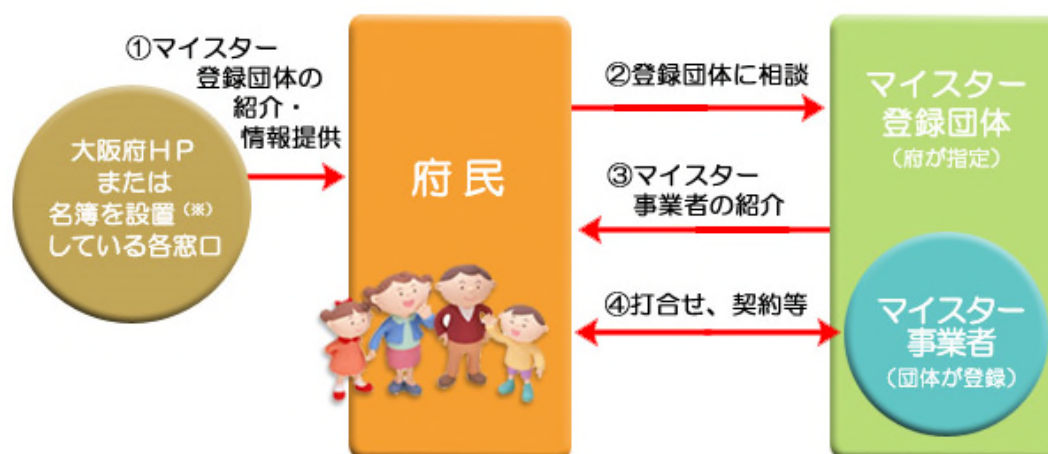 ①マイスター
登録団体の
紹介・
情報提供
大阪府HP
または
名簿を設置(※)
している各窓口
府民
②登録団体に相談
③マイスター
事業者の紹介
④打合せ、契約等
マイスター
登録団体
(府が指定)
マイスター
事業者
(団体が登録)